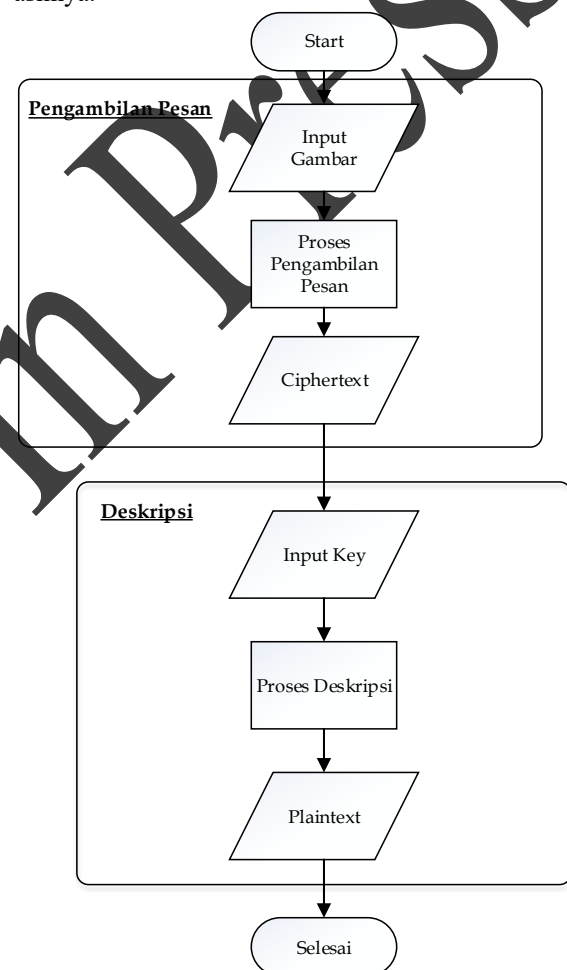 Start
Pengambilan Pesan
Input
Gambar
Proses
Pengambilan
Pesan
Ciphertext
Deskripsi
Input Key
Proses Deskripsi
Plaintext
Selesai